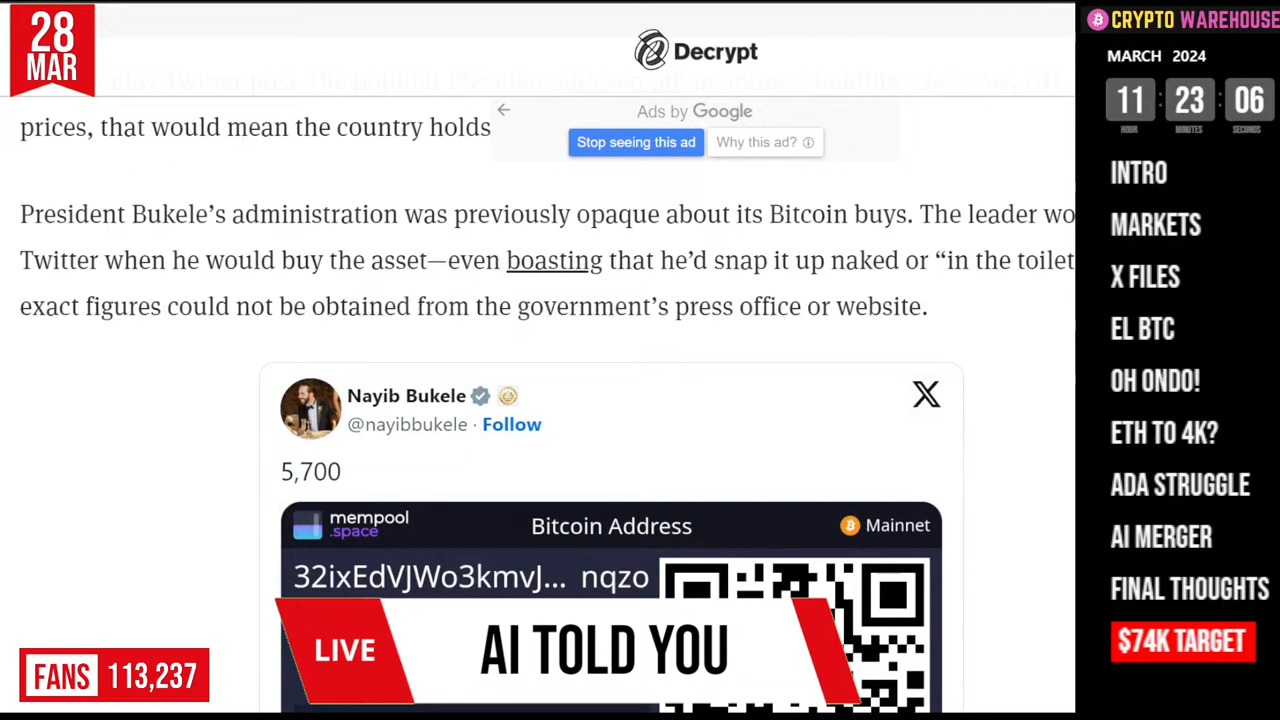 28
MAR
Decrypt
Ads by Google
Stop seeing this ad
Why this ad?
prices, that would mean the country holds
President Bukele’s administration was previously opaque about its Bitcoin buys. The leader wo
Twitter when he would buy the asset—even boasting that he’d snap it up naked or “in the toilet
exact figures could not be obtained from the government’s press office or website.
Nayib Bukele
@nayibbukele · Follow
5,700
mempool
.space
Bitcoin Address
Mainnet
32ixEdVJWo3kmvJ... nqzo
LIVE
AI TOLD YOU
FANS 113,237
CRYPTO WAREHOUSE
MARCH 2024
11 : 23 : 06
HOUR MINUTES SECONDS
INTRO
MARKETS
X FILES
EL BTC
OH ONDO!
ETH TO 4K?
ADA STRUGGLE
AI MERGER
FINAL THOUGHTS
$74K TARGET